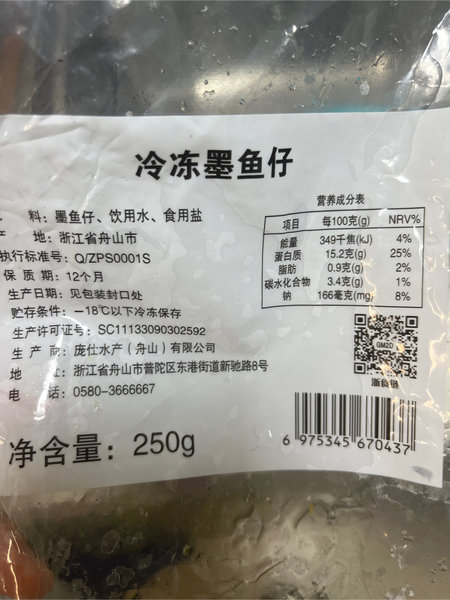 冷冻墨鱼仔
料：墨鱼仔、饮用水、食用盐
产 地：浙江省舟山市
执行标准号：Q/ZPS0001S
保质期：12个月
生产日期：见包装封口处
贮存条件：－18℃以下冷冻保存
生产许可证号：SC11133090302592
生产商：庞仕水产（舟山）有限公司
地 址：浙江省舟山市普陀区东港街道新驰路8号
电 话：0580-3666667
净含量：250g
营养成分表
项目 每100克(g) NRV%
能量 349千焦(kJ) 4%
蛋白质 15.2克(g) 25%
脂肪 0.9克(g) 2%
碳水化合物 3.4克(g) 1%
钠 166毫克(mg) 8%
GM2D
浙食链
6 975345 670437